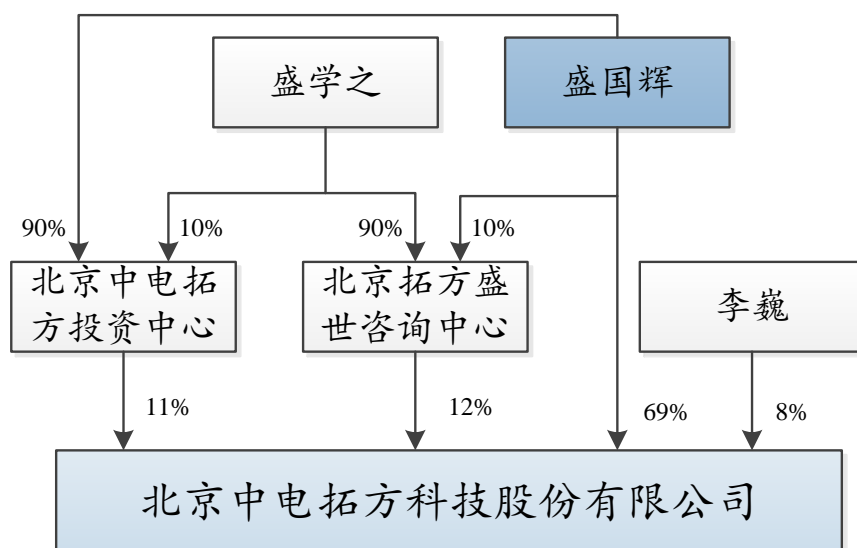 盛学之
盛国辉
90%
10%
90%
10%
北京中电拓
方投资中心
北京拓方盛
世咨询中心
李巍
11%
12%
69%
8%
北京中电拓方科技股份有限公司